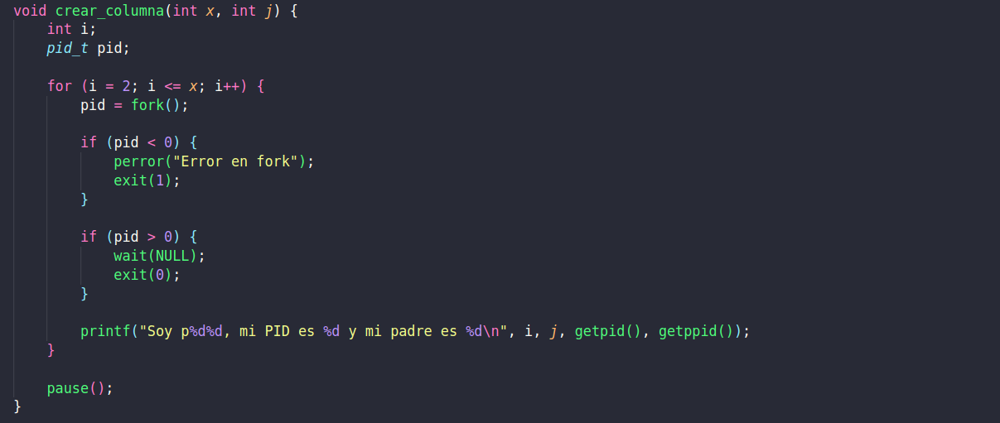 void crear_columna(int x, int j) {
    int i;
    pid_t pid;

    for (i = 2; i <= x; i++) {
        pid = fork();

        if (pid < 0) {
            perror("Error en fork");
            exit(1);
        }

        if (pid > 0) {
            wait(NULL);
            exit(0);
        }

        printf("Soy p%d%d, mi PID es %d y mi padre es %d\n", i, j, getpid(), getppid());
    }

    pause();
}